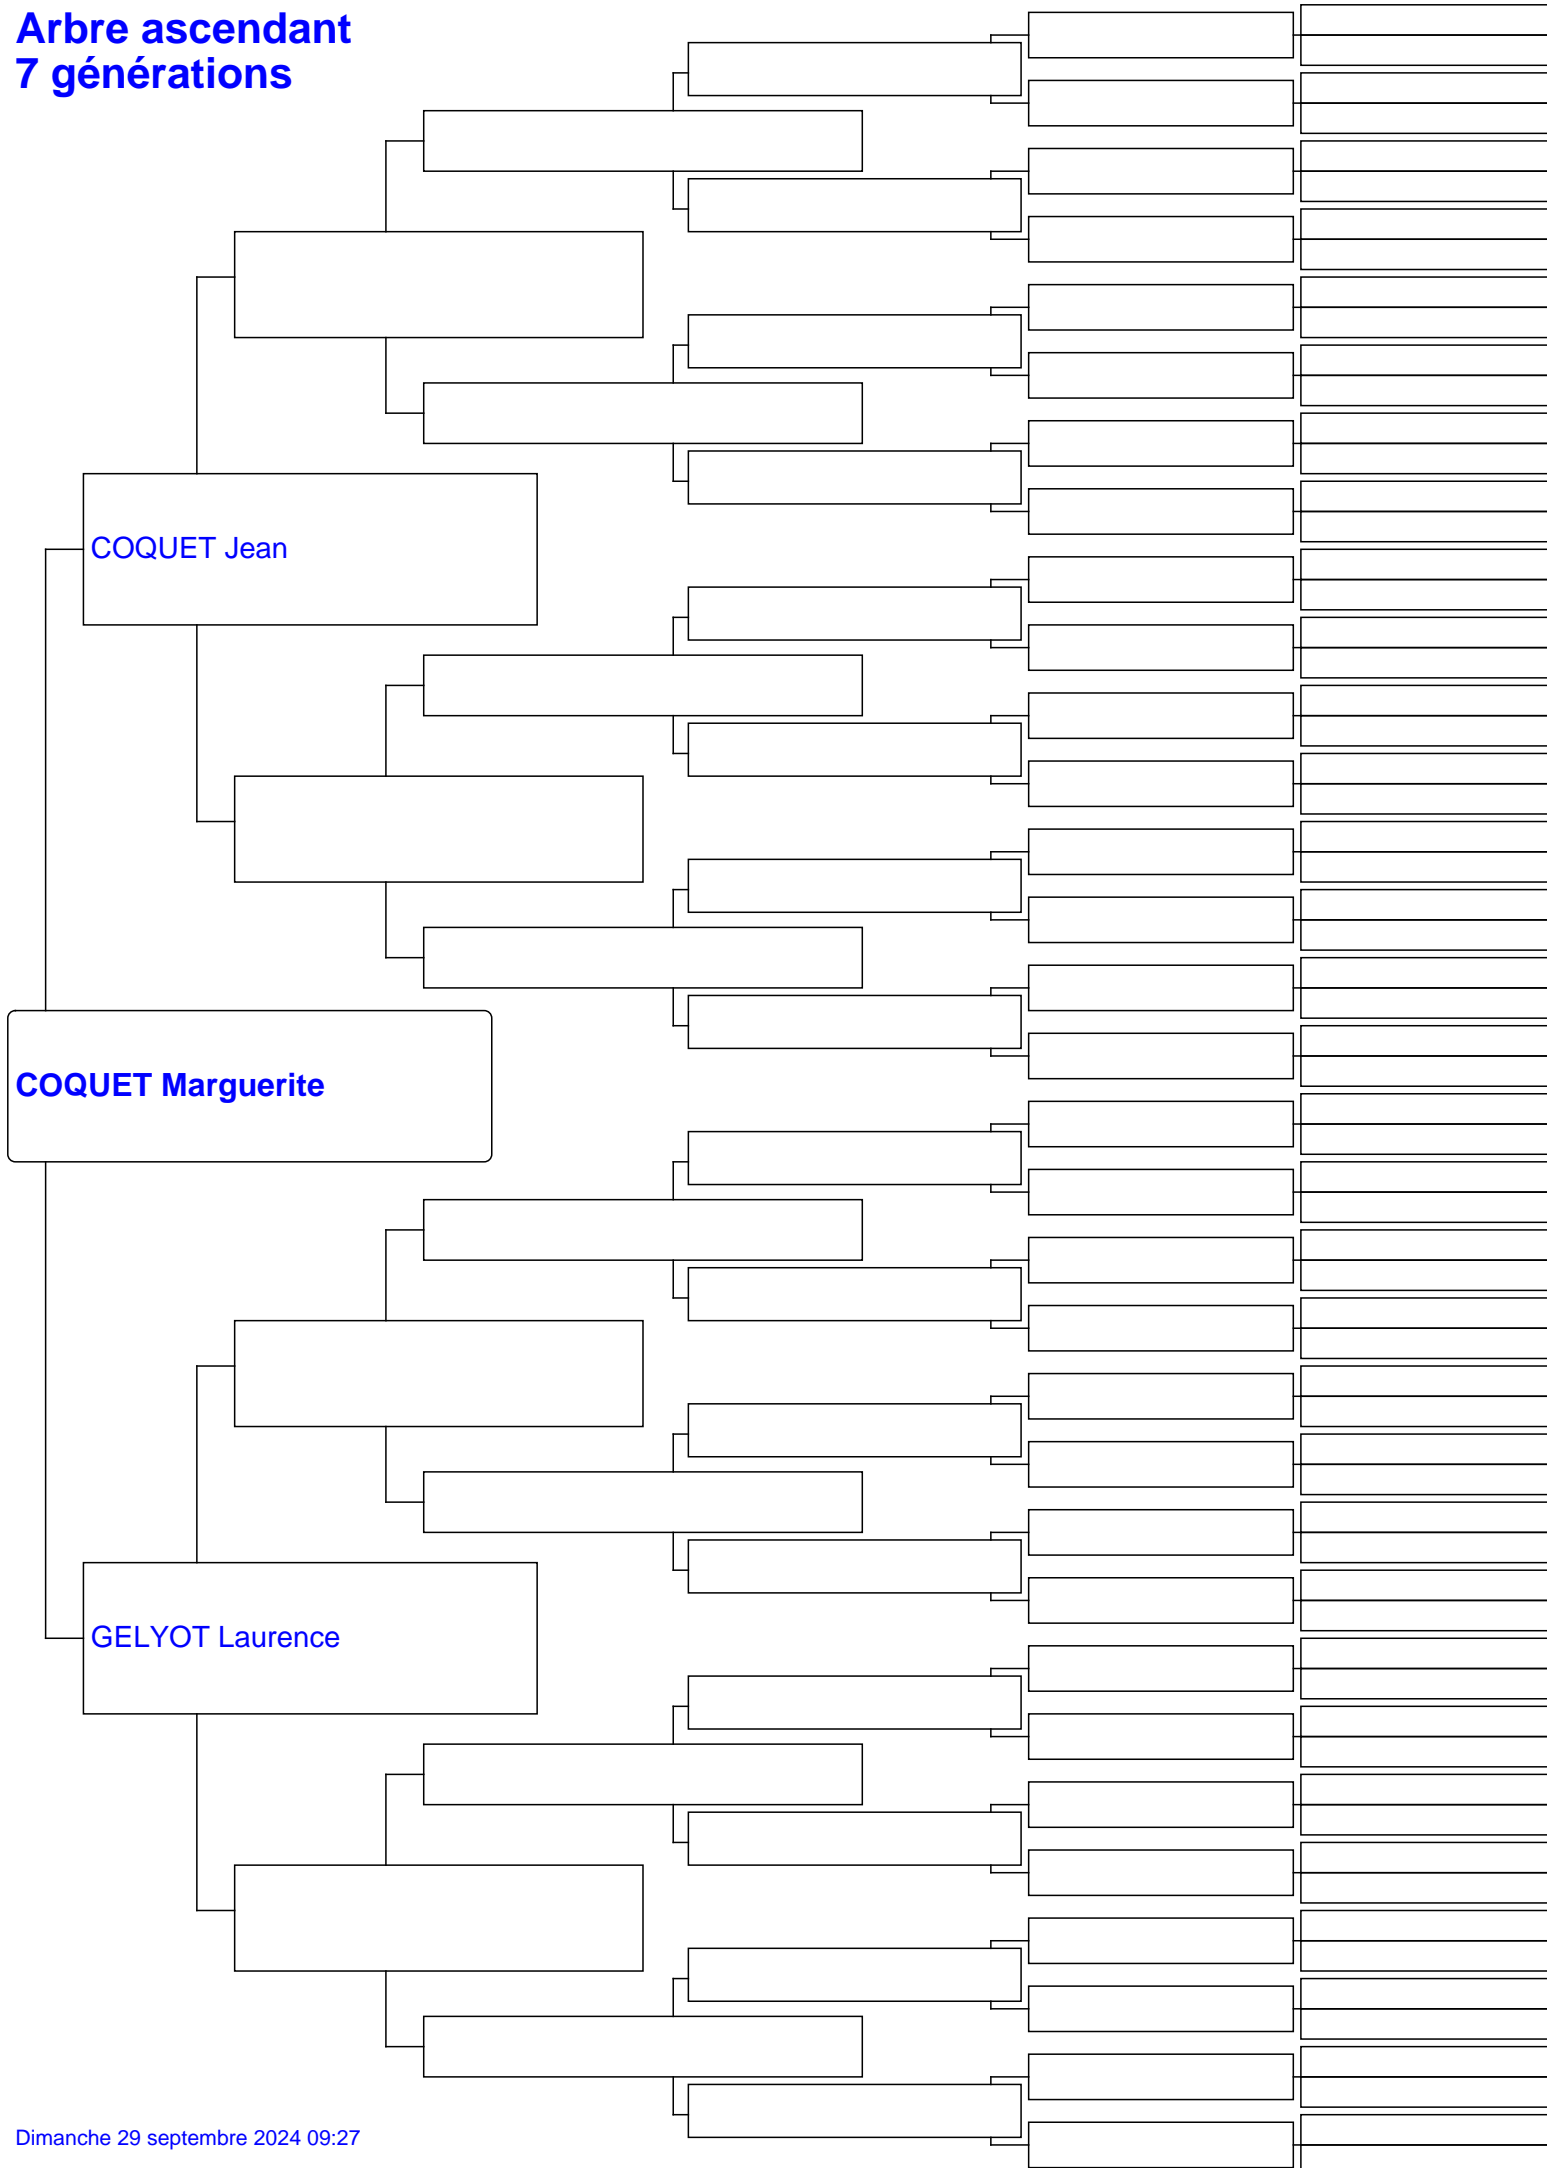 Arbre ascendant
7 générations
COQUET Jean
COQUET Marguerite
GELYOT Laurence
Dimanche 29 septembre 2024 09:27